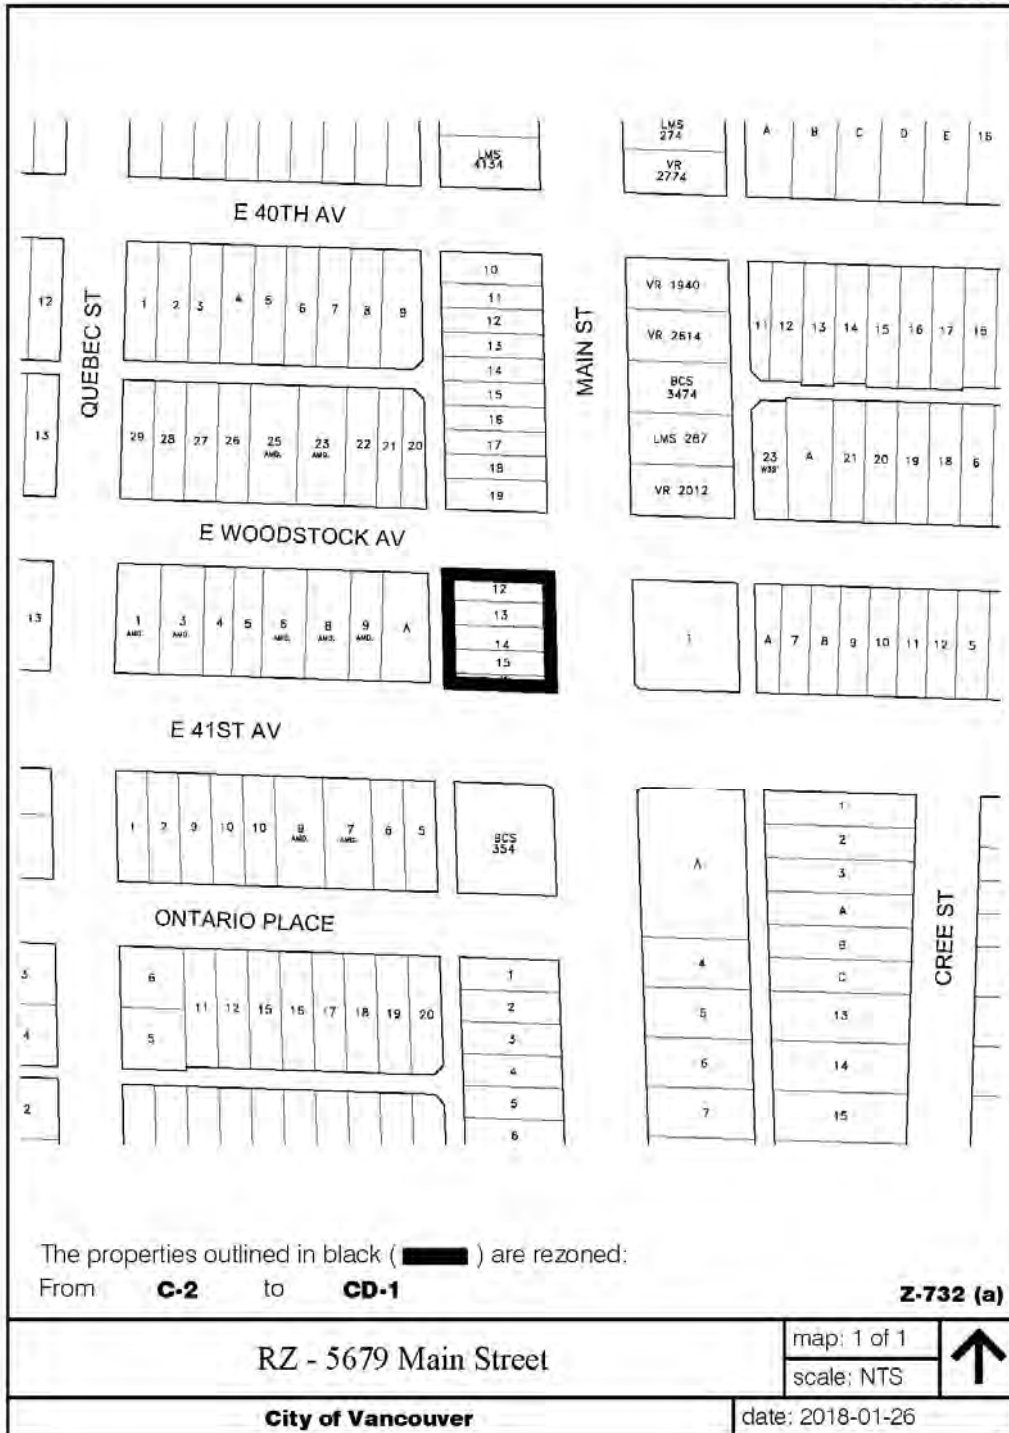 LMS 4134
LMS 274
VR 2774
A B C D E 16
E 40TH AV
QUEBEC ST
MAIN ST
12
1 2 3 4 5 6 7 8 9
10
11
12
13
14
15
16
17
18
19
VR 1940
VR 2614
BCS 3474
LMS 287
VR 2012
11 12 13 14 15 16 17 18
13
29 28 27 26 25 AMD. 23 AMD. 22 21 20
23 A 21 20 19 18 6
E WOODSTOCK AV
13
1 AMD. 3 AMD. 4 5 6 AMD. 8 AMD. 9 AMD. A
12
13
14
15
A 7 8 9 10 11 12 5
E 41ST AV
1 2 9 10 10 8 AMD. 7 AMD. 6 5
BCS 354
A
4
5
6
7
1
2
3
A
B
C
13
14
15
CREE ST
ONTARIO PLACE
3
4
2
6
5
11 12 15 16 17 18 19 20
1
2
3
4
5
6
The properties outlined in black ( ) are rezoned:
From C-2 to CD-1
Z-732 (a)
RZ - 5679 Main Street
map: 1 of 1
scale: NTS
City of Vancouver
date: 2018-01-26